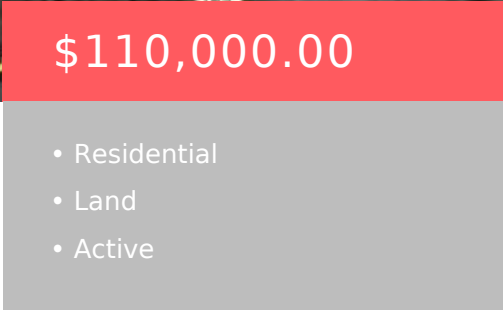 $110,000.00
• Residential
• Land
• Active